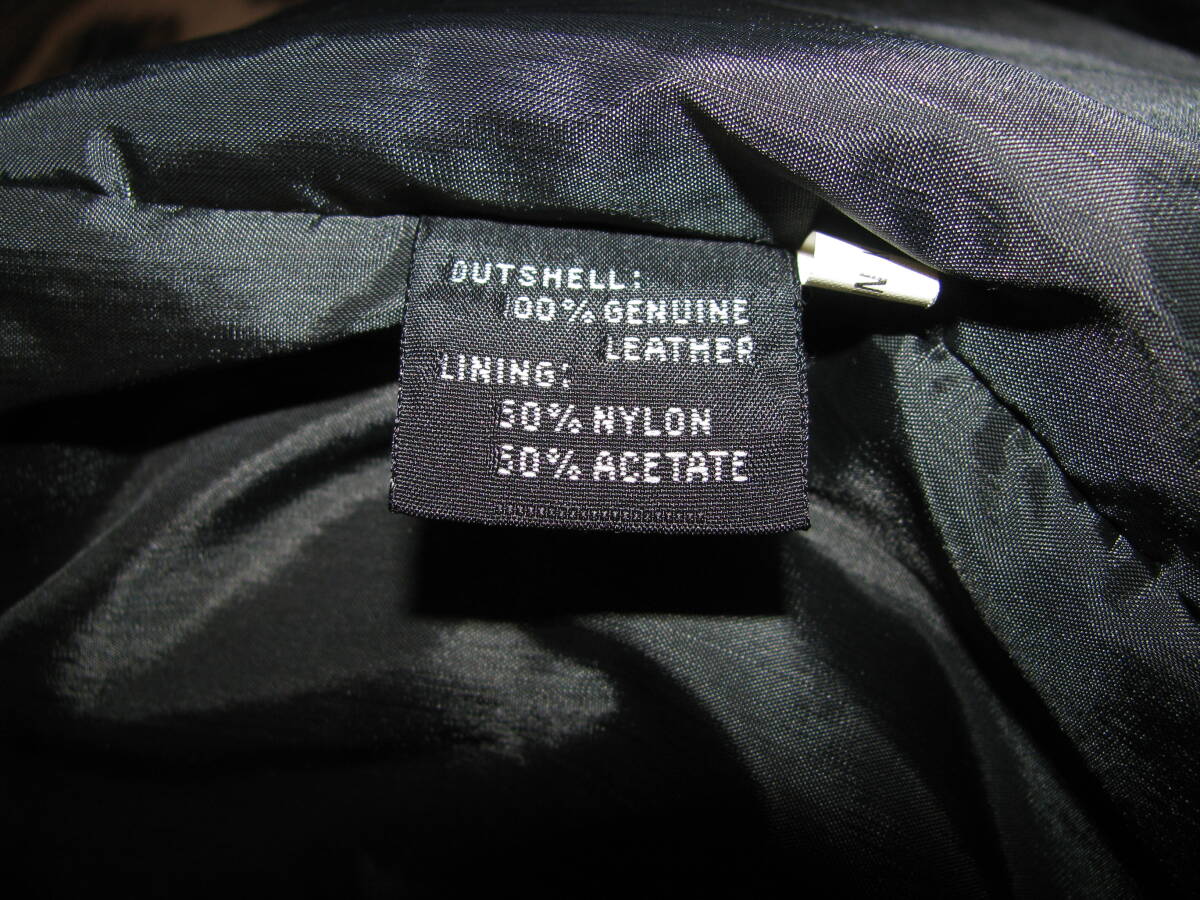 OUTSHELL:
100% GENUINE
LEATHER
LINING:
50% NYLON
50% ACETATE